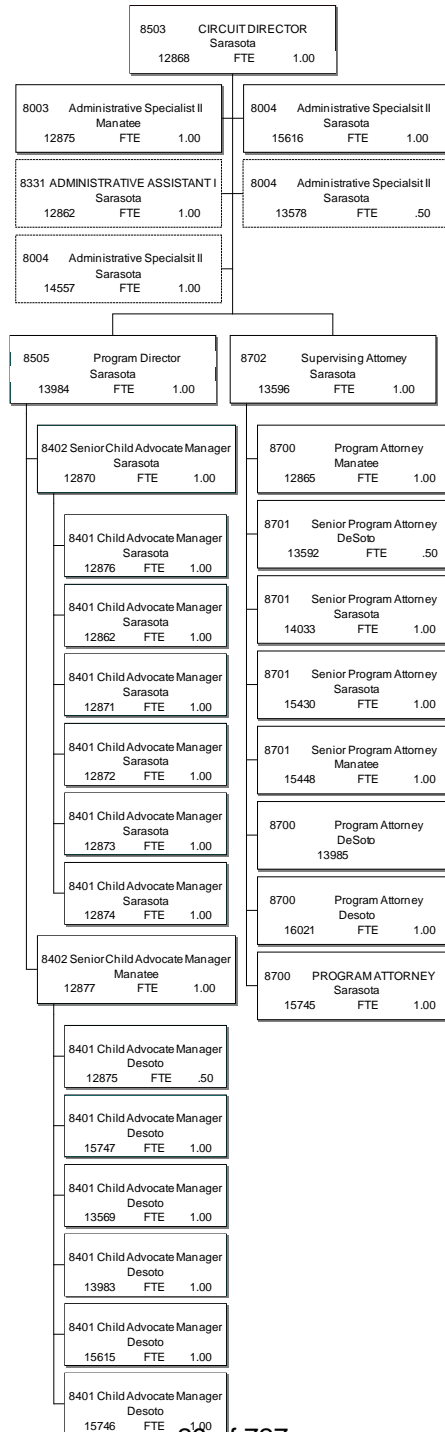 8503 CIRCUIT DIRECTOR
Sarasota
12868 FTE 1.00
8003 Administrative Specialist II
Manatee
12875 FTE 1.00
8004 Administrative Specialsit II
Sarasota
15616 FTE 1.00
8331 ADMINISTRATIVE ASSISTANT I
Sarasota
12862 FTE 1.00
8004 Administrative Specialsit II
Sarasota
13578 FTE .50
8004 Administrative Specialsit II
Sarasota
14557 FTE 1.00
8505 Program Director
Sarasota
13984 FTE 1.00
8402 Senior Child Advocate Manager
Sarasota
12870 FTE 1.00
8401 Child Advocate Manager
Sarasota
12876 FTE 1.00
8401 Child Advocate Manager
Sarasota
12862 FTE 1.00
8401 Child Advocate Manager
Sarasota
12871 FTE 1.00
8401 Child Advocate Manager
Sarasota
12872 FTE 1.00
8401 Child Advocate Manager
Sarasota
12873 FTE 1.00
8401 Child Advocate Manager
Sarasota
12874 FTE 1.00
8402 Senior Child Advocate Manager
Manatee
12877 FTE 1.00
8401 Child Advocate Manager
Desoto
12875 FTE .50
8401 Child Advocate Manager
Desoto
15747 FTE 1.00
8401 Child Advocate Manager
Desoto
13569 FTE 1.00
8401 Child Advocate Manager
Desoto
13983 FTE 1.00
8401 Child Advocate Manager
Desoto
15615 FTE 1.00
8401 Child Advocate Manager
Desoto
15746 FTE 1.00
8702 Supervising Attorney
Sarasota
13596 FTE 1.00
8700 Program Attorney
Manatee
12865 FTE 1.00
8701 Senior Program Attorney
DeSoto
13592 FTE .50
8701 Senior Program Attorney
Sarasota
14033 FTE 1.00
8701 Senior Program Attorney
Sarasota
15430 FTE 1.00
8701 Senior Program Attorney
Manatee
15448 FTE 1.00
8700 Program Attorney
DeSoto
13985
8700 Program Attorney
Desoto
16021 FTE 1.00
8700 PROGRAM ATTORNEY
Sarasota
15745 FTE 1.00